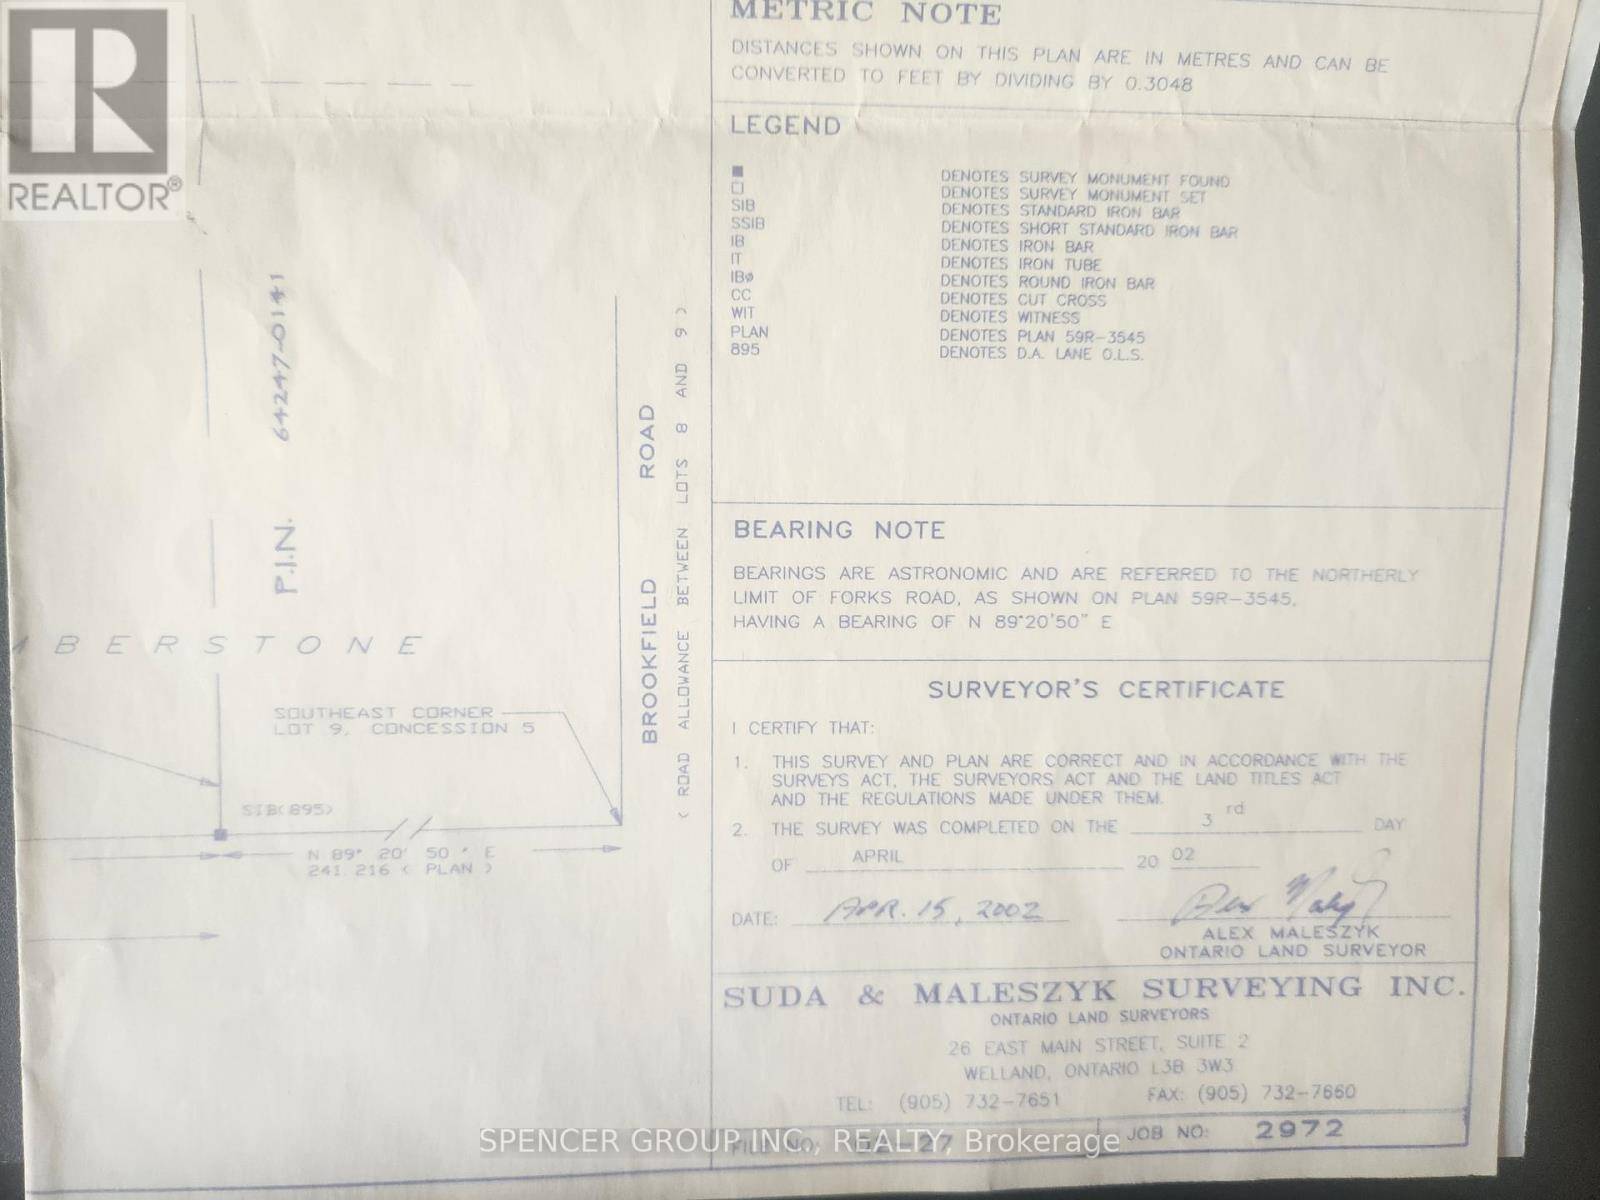 REALTOR®
METRIC NOTE
DISTANCES SHOWN ON THIS PLAN ARE IN METRES AND CAN BE
CONVERTED TO FEET BY DIVIDING BY 0.3048
LEGEND
■ DENOTES SURVEY MONUMENT FOUND
□ DENOTES SURVEY MONUMENT SET
SIB DENOTES STANDARD IRON BAR
SSIB DENOTES SHORT STANDARD IRON BAR
IB DENOTES IRON BAR
IT DENOTES IRON TUBE
IBø DENOTES ROUND IRON BAR
CC DENOTES CUT CROSS
WIT DENOTES WITNESS
PLAN DENOTES PLAN 59R-3545
895 DENOTES D.A. LANE O.L.S.
P.I.N. 64247-0141
BROOKFIELD ROAD
( ROAD ALLOWANCE BETWEEN LOTS 8 AND 9 )
BERSTONE
SOUTHEAST CORNER
LOT 9, CONCESSION 5
SIB(895)
N 89° 20' 50 " E
241.216 ( PLAN )
BEARING NOTE
BEARINGS ARE ASTRONOMIC AND ARE REFERRED TO THE NORTHERLY
LIMIT OF FORKS ROAD, AS SHOWN ON PLAN 59R-3545,
HAVING A BEARING OF N 89°20'50" E
SURVEYOR'S CERTIFICATE
I CERTIFY THAT:
1. THIS SURVEY AND PLAN ARE CORRECT AND IN ACCORDANCE WITH THE
SURVEYS ACT, THE SURVEYORS ACT AND THE LAND TITLES ACT
AND THE REGULATIONS MADE UNDER THEM.
2. THE SURVEY WAS COMPLETED ON THE 3rd DAY
OF APRIL 20 02
DATE: APR. 15, 2002 Alex Maleszyk
ALEX MALESZYK
ONTARIO LAND SURVEYOR
SUDA & MALESZYK SURVEYING INC.
ONTARIO LAND SURVEYORS
26 EAST MAIN STREET, SUITE 2
WELLAND, ONTARIO L3B 3W3
TEL: (905) 732-7651 FAX: (905) 732-7660
FILE NO: JOB NO: 2972
SPENCER GROUP INC., REALTY, Brokerage